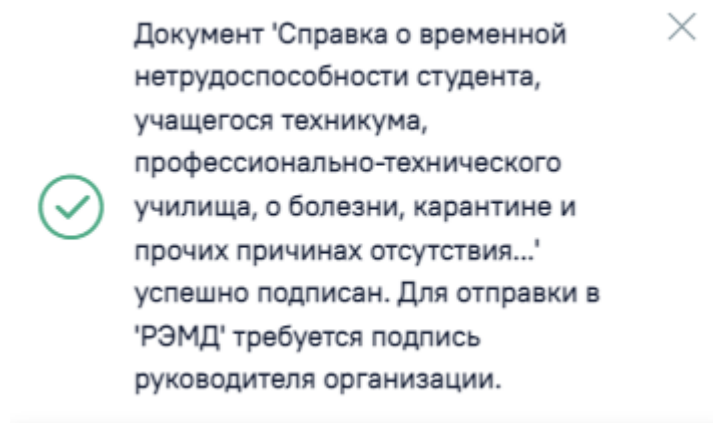 Документ 'Справка о временной
нетрудоспособности студента,
учащегося техникума,
профессионально-технического
училища, о болезни, карантине и
прочих причинах отсутствия...'
успешно подписан. Для отправки в
'РЭМД' требуется подпись
руководителя организации.